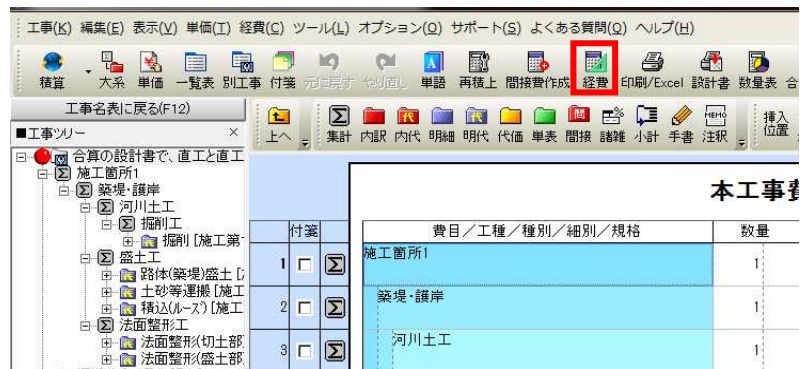 工事(K) 編集(E) 表示(V) 単価(T) 経費(C) ツール(L) オプション(O) サポート(S) よくある質問(Q) ヘルプ(H)
積算 大系 単価 一覧表 別工事 付箋 元に戻す やり直し 単語 再積上 間接費作成 経費 印刷/Excel 設計書 数量表 合
工事名表に戻る(F12)
上へ 集計 内訳 内代 明細 明代 代価 単表 間接 諸雑 小計 手書 注釈 挿入位置
MEMO
■工事ツリー ×
合算の設計書で、直工と直工
施工箇所1
築堤・護岸
河川土工
掘削工
掘削 [施工第
盛土工
路体(築堤)盛土 [
土砂等運搬 [施工
積込(ルーズ) [施工
法面整形工
法面整形(切土部
法面整形(盛土部
本工事費
付箋 費目/工種/種別/細別/規格 数量
1 施工箇所1 1
2 築堤・護岸 1
3 河川土工 1